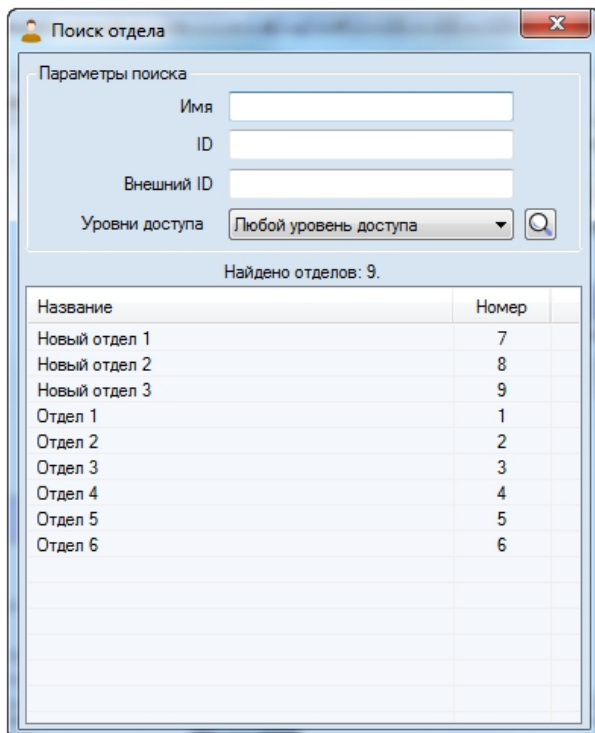 Поиск отдела
Параметры поиска
Имя
ID
Внешний ID
Уровни доступа Любой уровень доступа
Найдено отделов: 9.
Название Номер
Новый отдел 1 7
Новый отдел 2 8
Новый отдел 3 9
Отдел 1 1
Отдел 2 2
Отдел 3 3
Отдел 4 4
Отдел 5 5
Отдел 6 6